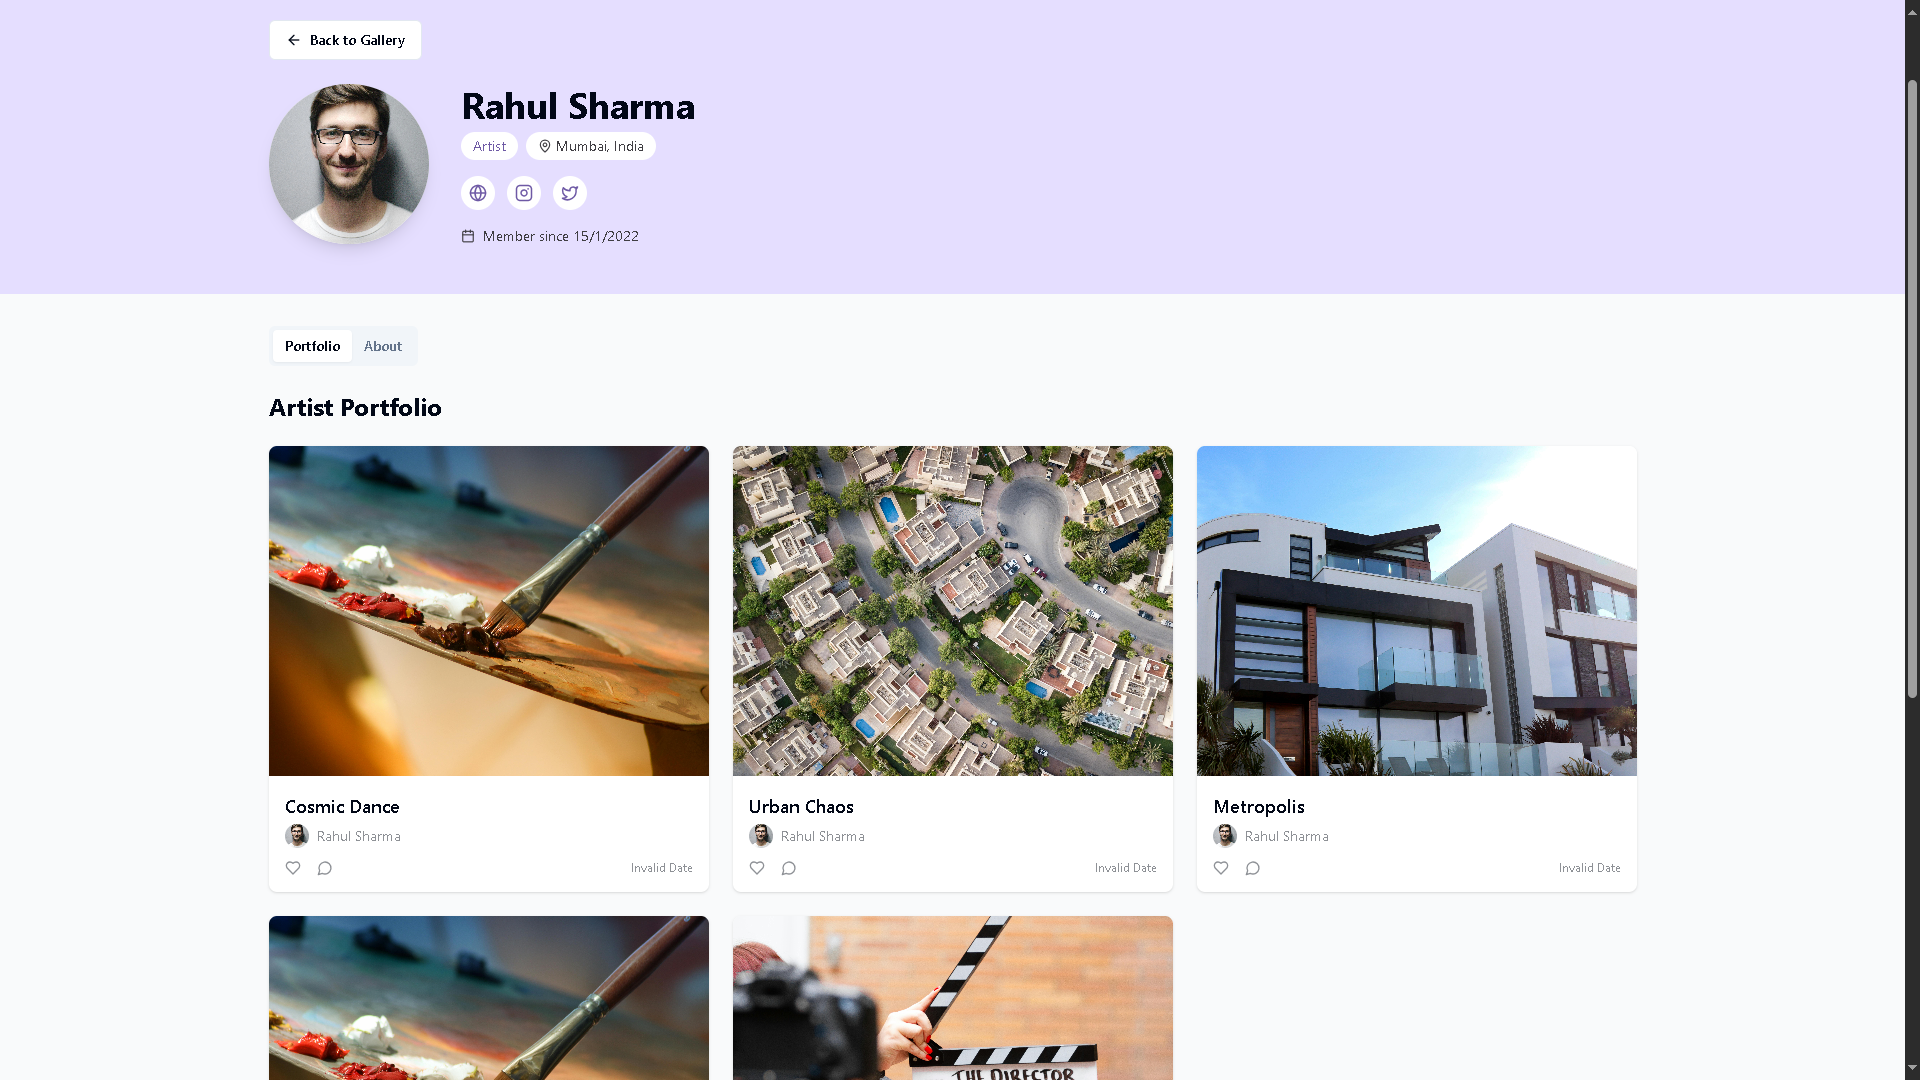 Back to Gallery
Rahul Sharma
Artist
Mumbai, India
Member since 15/1/2022
Portfolio
About
Artist Portfolio
Cosmic Dance
Rahul Sharma
Invalid Date
Urban Chaos
Rahul Sharma
Invalid Date
Metropolis
Rahul Sharma
Invalid Date
THE DIRECTOR